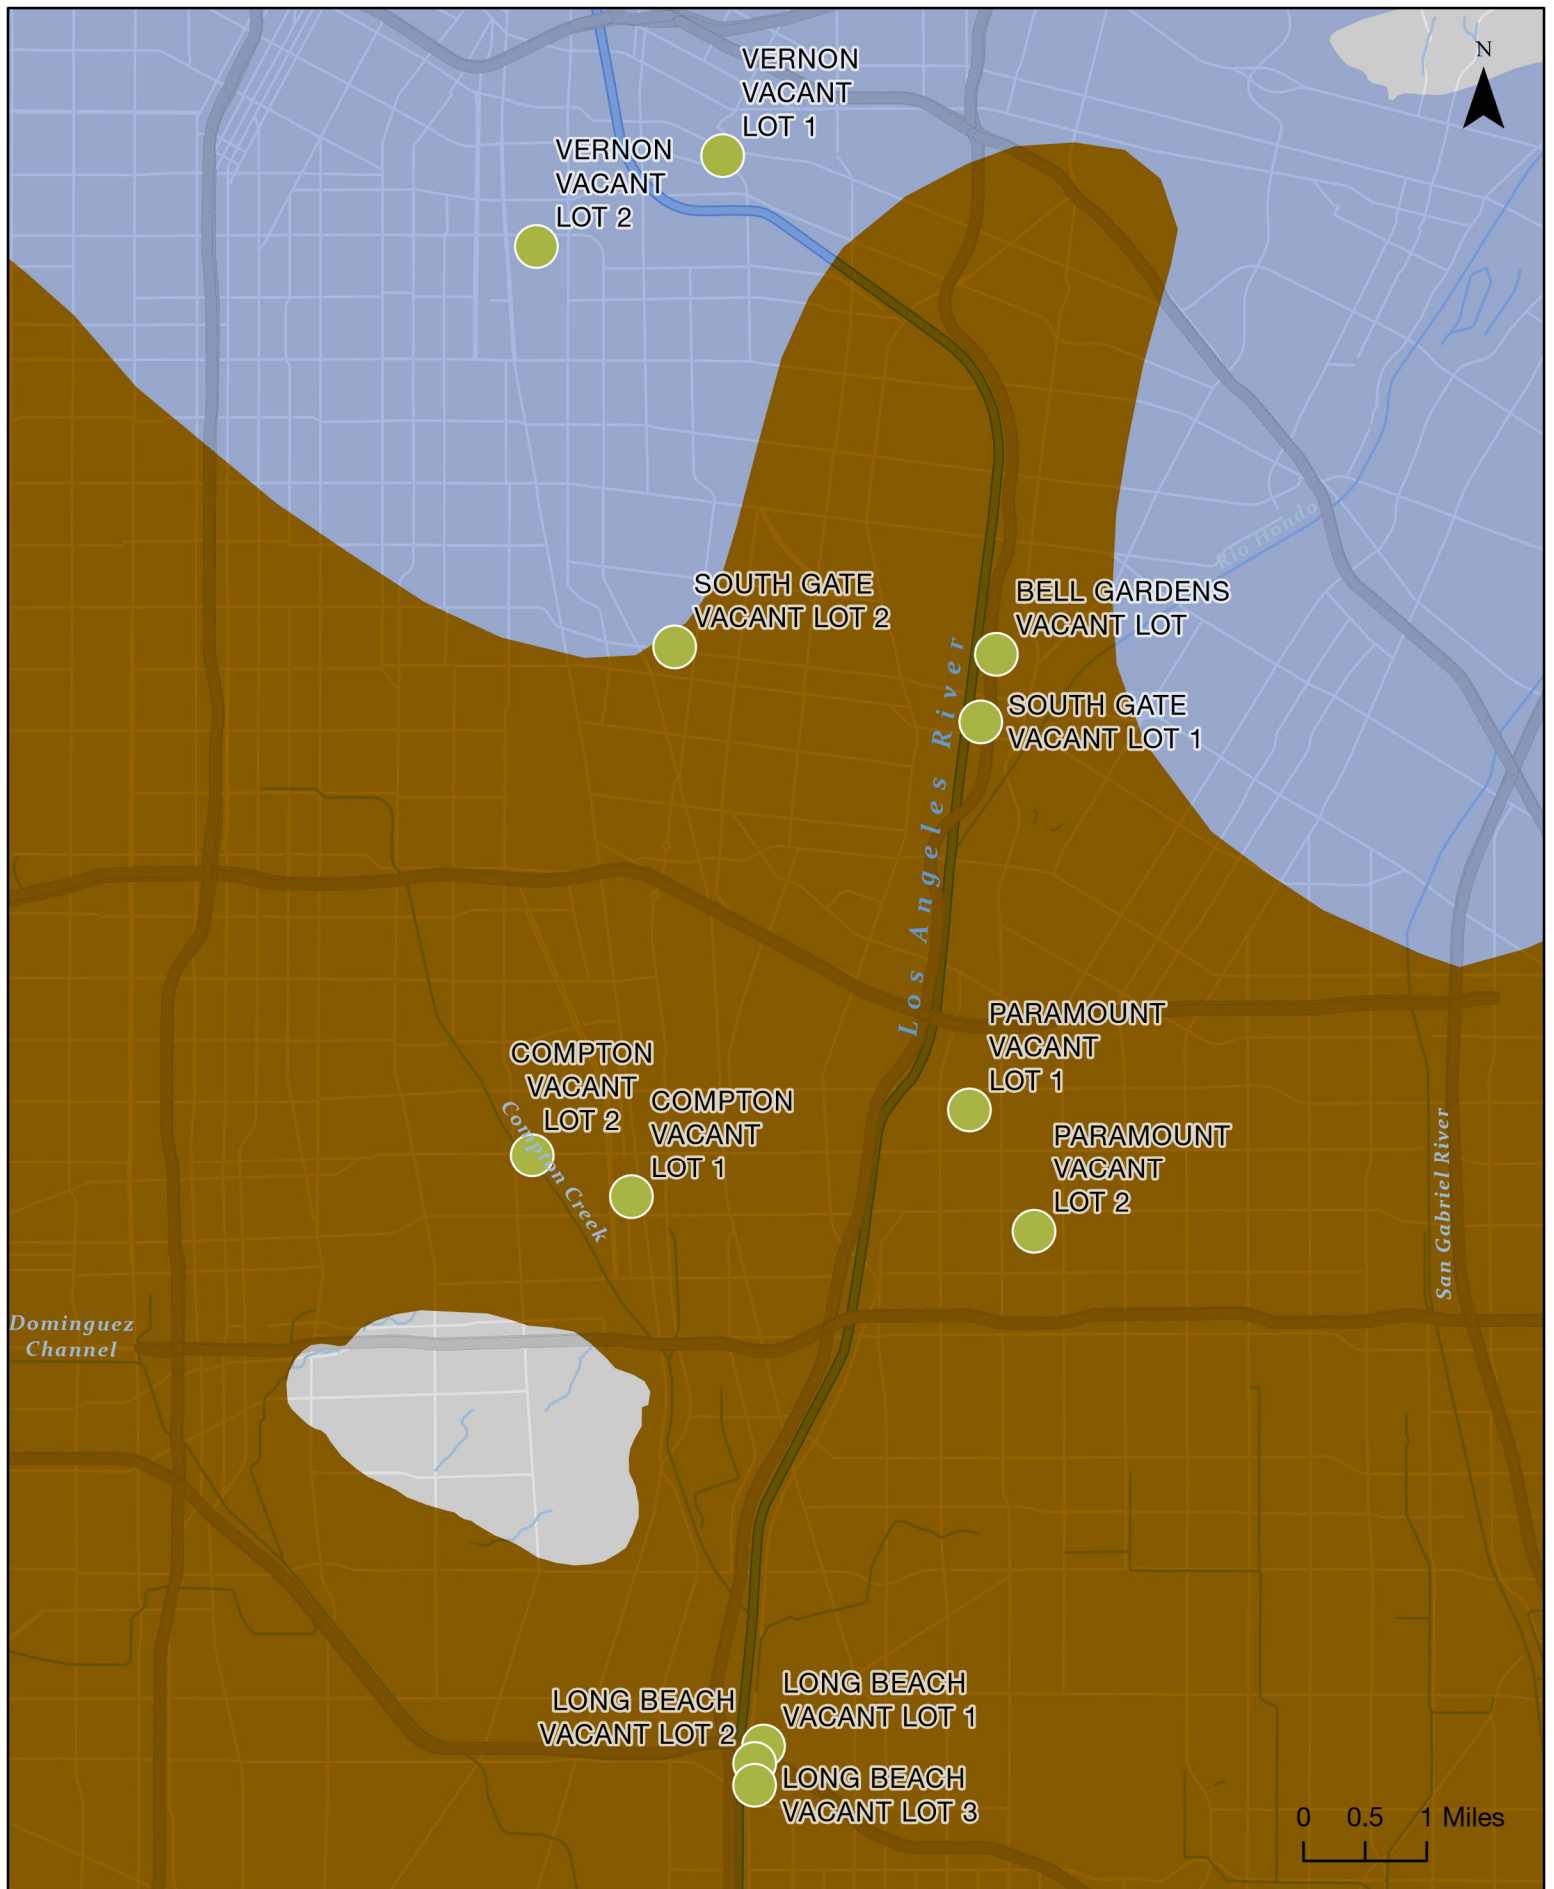 N
VERNON
VACANT
LOT 1
VERNON
VACANT
LOT 2
Rio Hondo
SOUTH GATE
VACANT LOT 2
BELL GARDENS
VACANT LOT
SOUTH GATE
VACANT LOT 1
Los Angeles River
PARAMOUNT
VACANT
LOT 1
COMPTON
VACANT
LOT 2
COMPTON
VACANT
LOT 1
Compton Creek
PARAMOUNT
VACANT
LOT 2
San Gabriel River
Dominguez
Channel
LONG BEACH
VACANT LOT 1
LONG BEACH
VACANT LOT 2
LONG BEACH
VACANT LOT 3
0 0.5 1 Miles